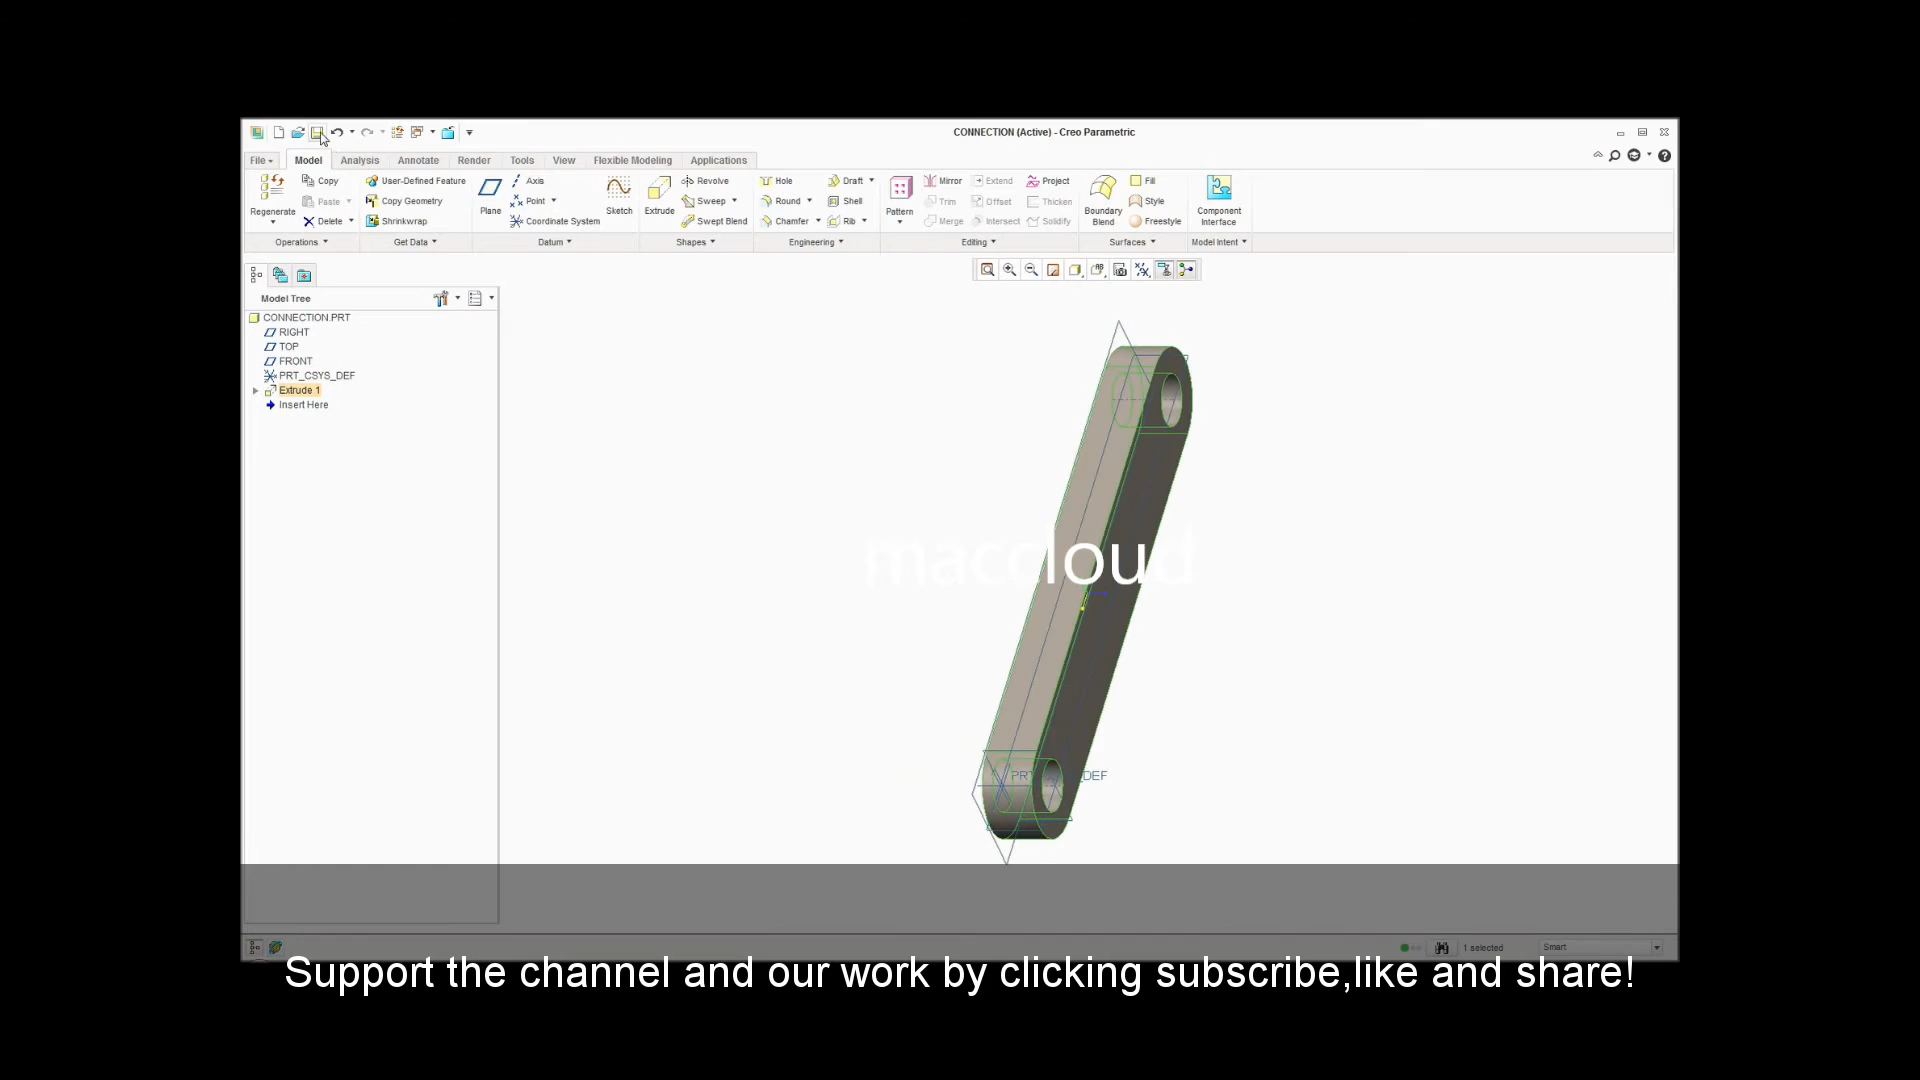 CONNECTION (Active) - Creo Parametric
File Model Analysis Annotate Render Tools View Flexible Modeling Applications
Regenerate
Copy
Paste
Delete
Operations
User-Defined Feature
Copy Geometry
Shrinkwrap
Get Data
Plane
Axis
Point
Coordinate System
Datum
Sketch
Extrude
Revolve
Sweep
Swept Blend
Shapes
Hole
Round
Chamfer
Draft
Shell
Rib
Engineering
Pattern
Mirror
Trim
Merge
Extend
Offset
Intersect
Project
Thicken
Solidify
Editing
Boundary
Blend
Fill
Style
Freestyle
Surfaces
Component
Interface
Model Intent
Model Tree
CONNECTION.PRT
RIGHT
TOP
FRONT
PRT_CSYS_DEF
Extrude 1
Insert Here
maccloud
1 selected
Smart
Support the channel and our work by clicking subscribe,like and share!